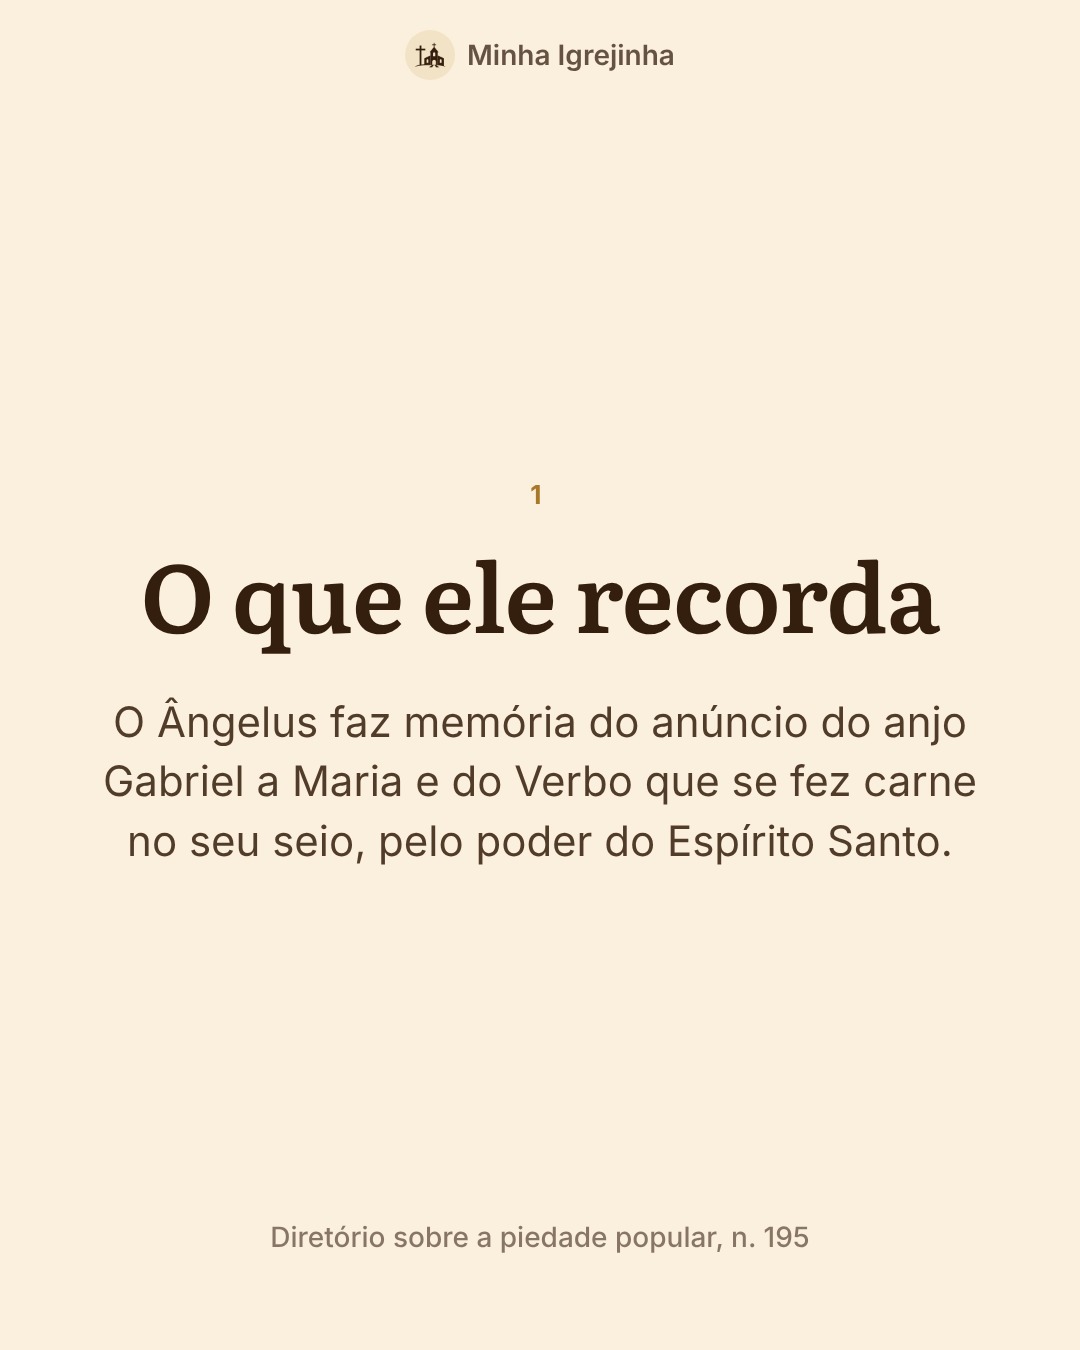 Minha Igrejinha
1
O que ele recorda
O Ângelus faz memória do anúncio do anjo
Gabriel a Maria e do Verbo que se fez carne
no seu seio, pelo poder do Espírito Santo.
Diretório sobre a piedade popular, n. 195